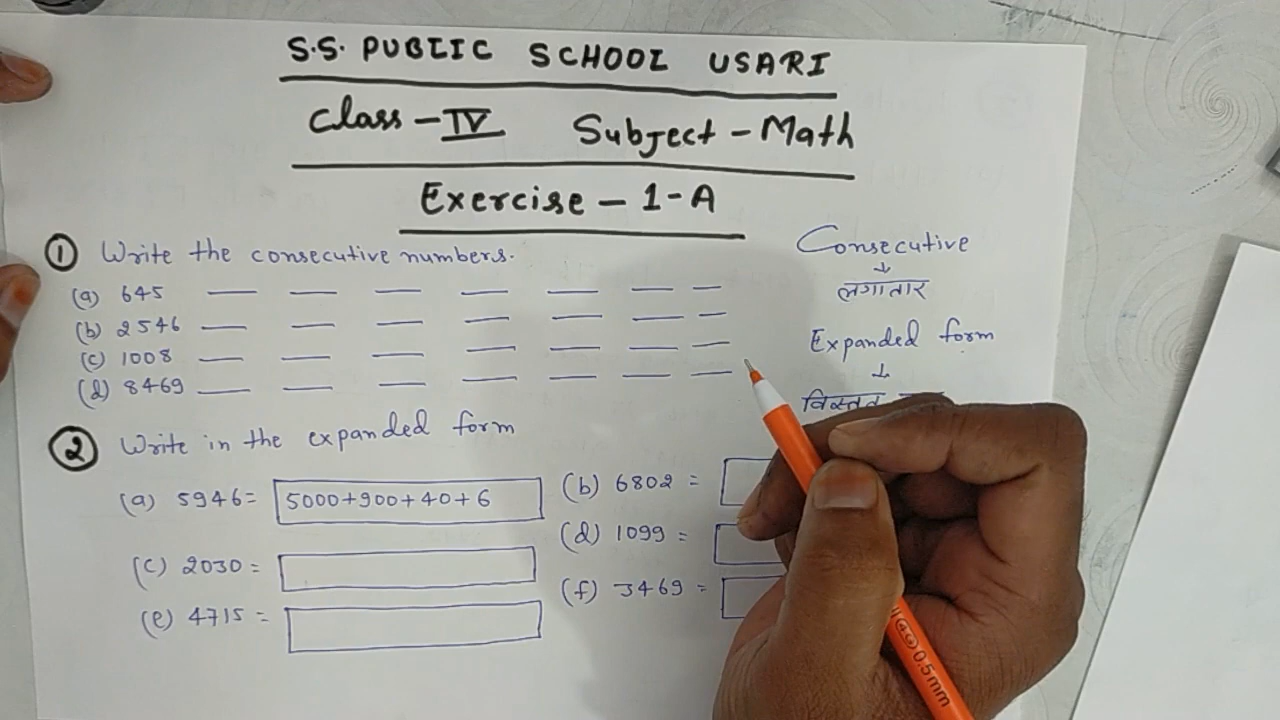 S.S. PUBLIC SCHOOL USARI
Class - IV Subject - Math
Exercise - 1-A
① Write the consecutive numbers.
(a) 645
(b) 2546
(c) 1008
(d) 8469
Consecutive
↓
लगातार
Expanded form
↓
विस्तृत
② Write in the expanded form
(a) 5946 = 5000+900+40+6
(b) 6802 =
(c) 2030 =
(d) 1099 =
(e) 4715 =
(f) 3469 =
0.5mm